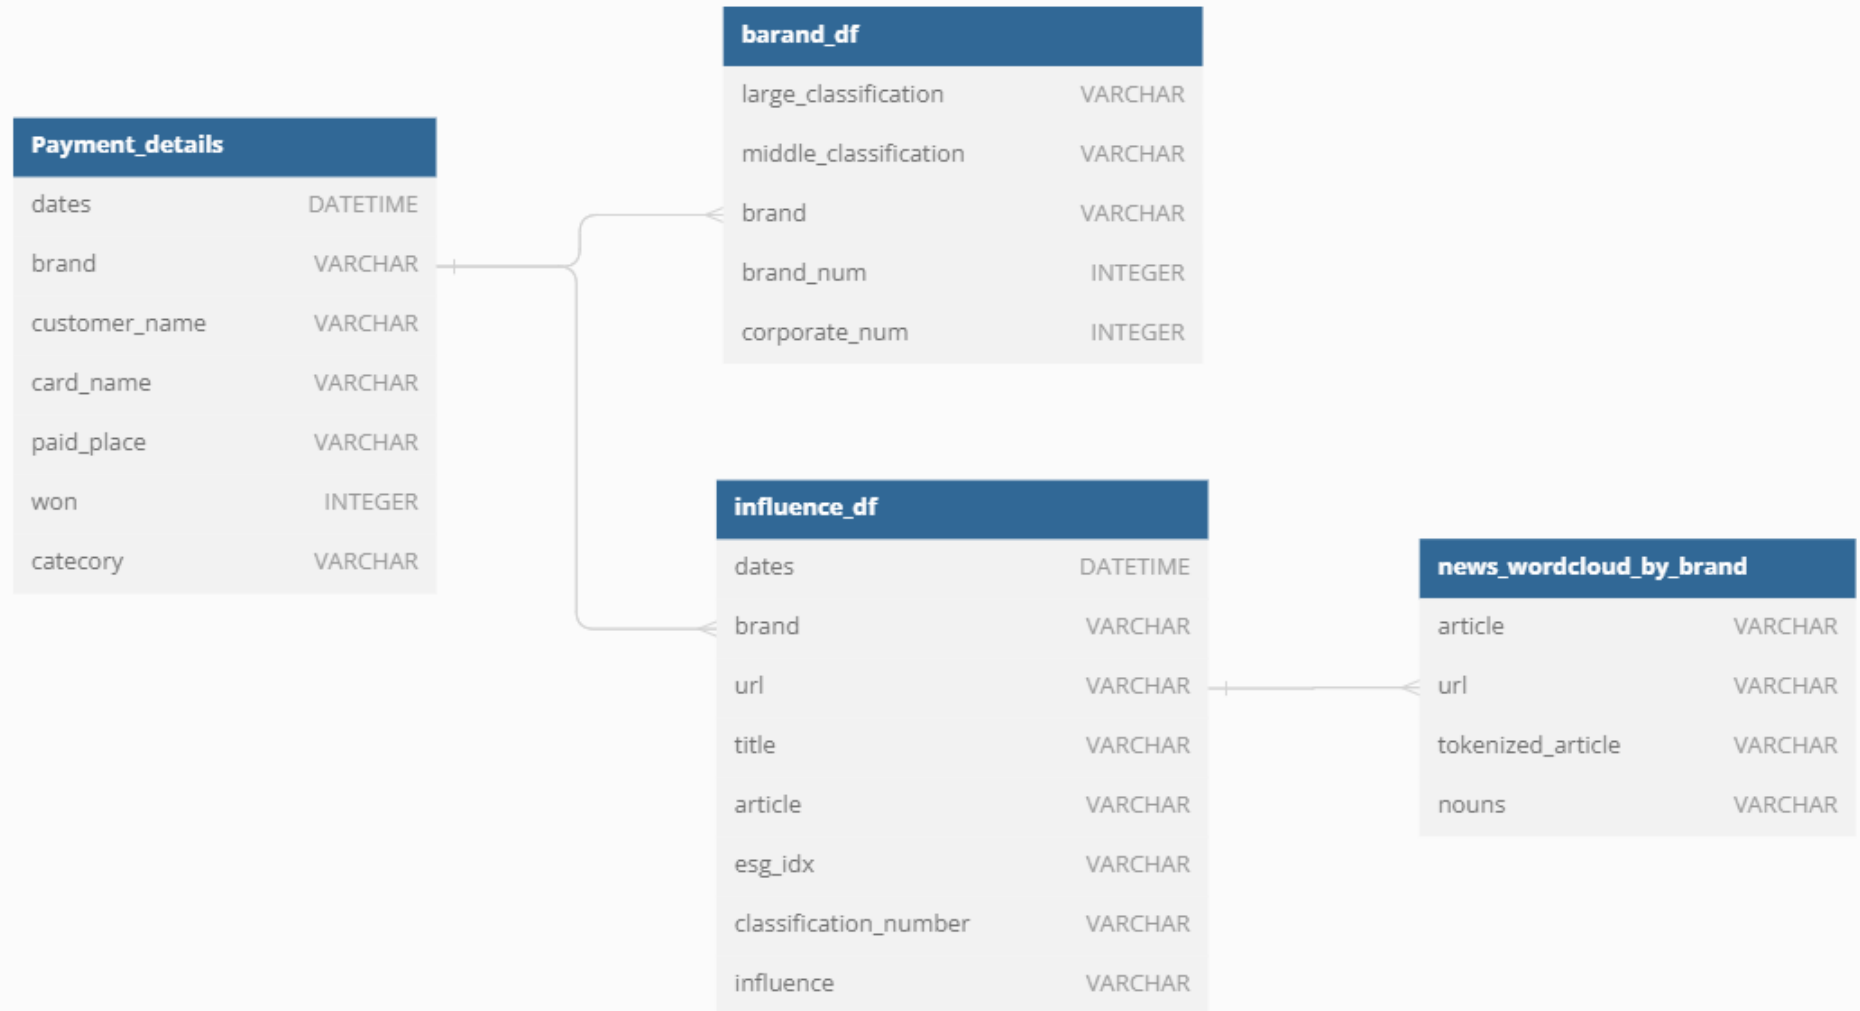 Payment_details
dates DATETIME
brand VARCHAR
customer_name VARCHAR
card_name VARCHAR
paid_place VARCHAR
won INTEGER
catecory VARCHAR
barand_df
large_classification VARCHAR
middle_classification VARCHAR
brand VARCHAR
brand_num INTEGER
corporate_num INTEGER
influence_df
dates DATETIME
brand VARCHAR
url VARCHAR
title VARCHAR
article VARCHAR
esg_idx VARCHAR
classification_number VARCHAR
influence VARCHAR
news_wordcloud_by_brand
article VARCHAR
url VARCHAR
tokenized_article VARCHAR
nouns VARCHAR